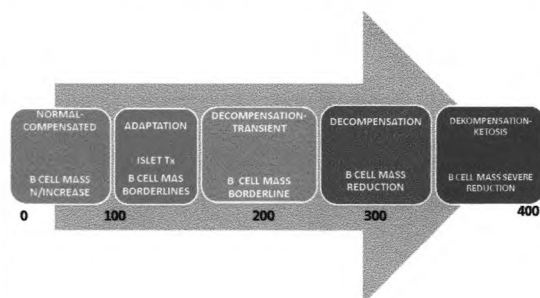 NORMAL-
COMPENSATED
B CELL MASS
N/INCREASE
ADAPTATION
ISLET Tx
B CELL MAS
BORDERLINES
DECOMPENSATION-
TRANSIENT
B CELL MASS
BORDERLINE
DECOMPENSATION
B CELL MASS
REDUCTION
DEKOMPENSATION-
KETOSIS
B CELL MASS SEVERE
REDUCTION
0
100
200
300
400